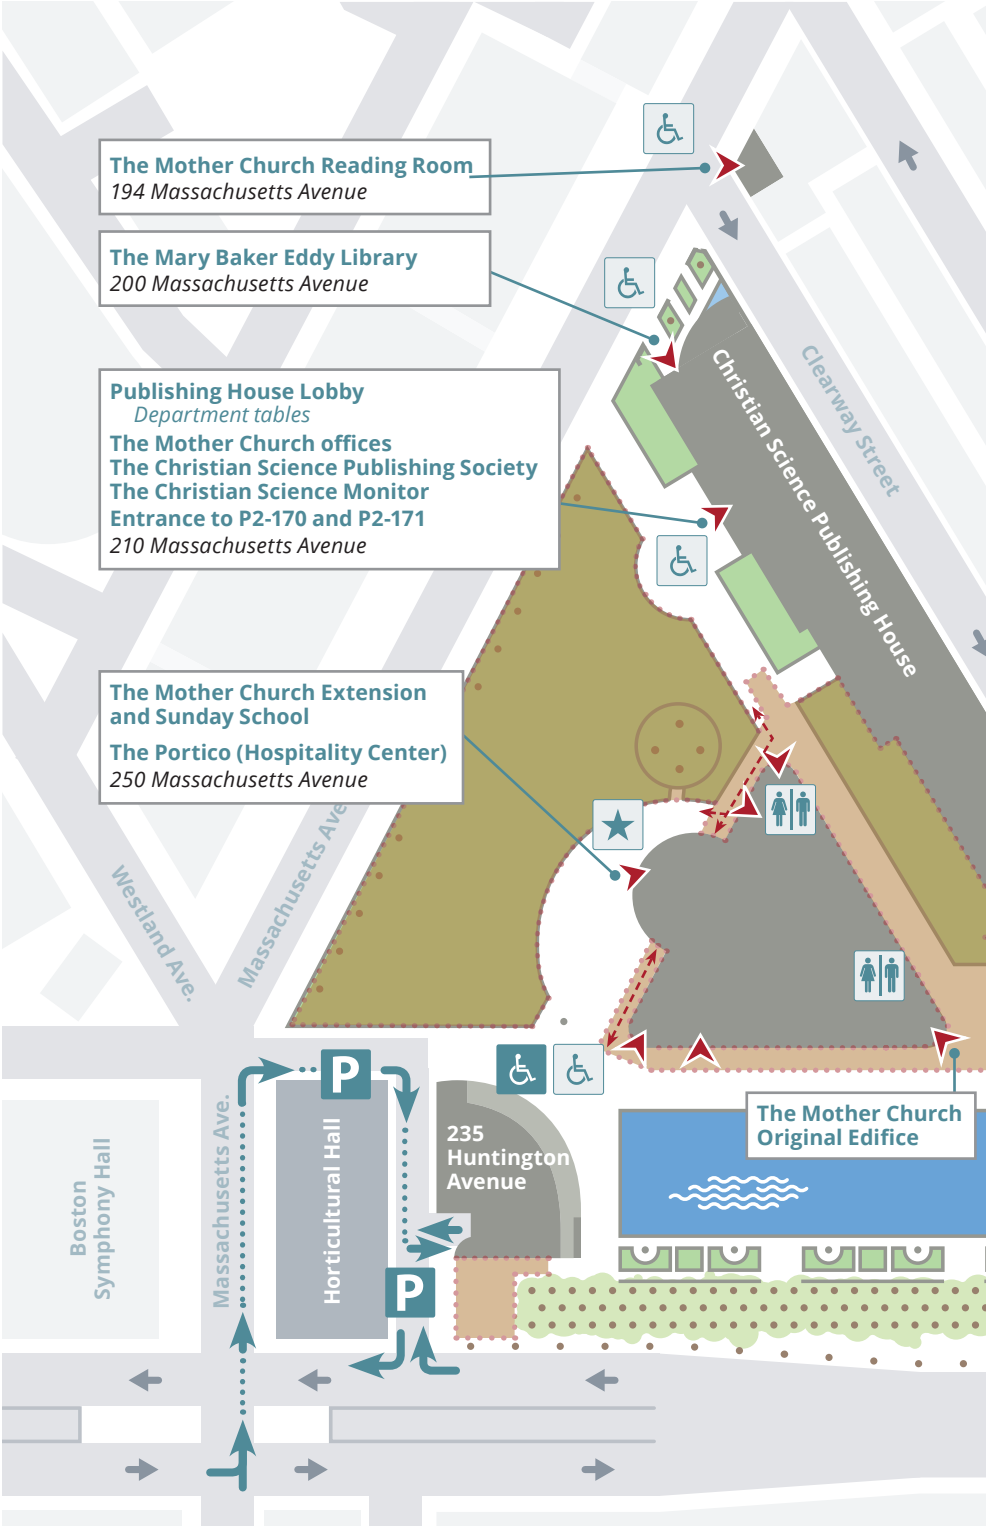 The Mother Church Reading Room
194 Massachusetts Avenue
The Mary Baker Eddy Library
200 Massachusetts Avenue
Publishing House Lobby
Department tables
The Mother Church offices
The Christian Science Publishing Society
The Christian Science Monitor
Entrance to P2-170 and P2-171
210 Massachusetts Avenue
Christian Science Publishing House
Clearway Street
The Mother Church Extension
and Sunday School
The Portico (Hospitality Center)
250 Massachusetts Avenue
Westland Ave.
Massachusetts Ave.
P
The Mother Church
Original Edifice
235
Huntington
Avenue
Boston
Symphony Hall
Massachusetts Ave.
Horticultural Hall
P